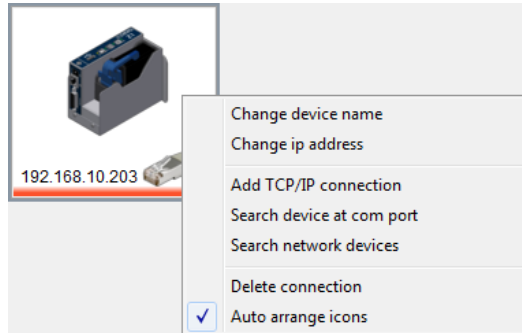 192.168.10.203
Change device name
Change ip address
Add TCP/IP connection
Search device at com port
Search network devices
Delete connection
Auto arrange icons